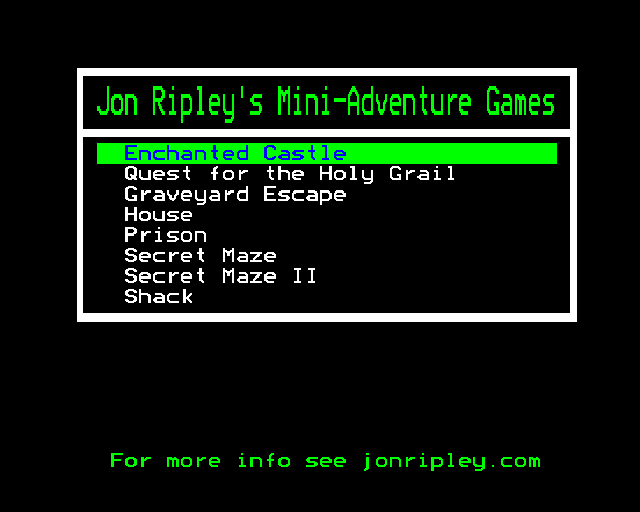 Jon Ripley's Mini-Adventure Games
Enchanted Castle
Quest for the Holy Grail
Graveyard Escape
House
Prison
Secret Maze
Secret Maze II
Shack
For more info see jonripley.com